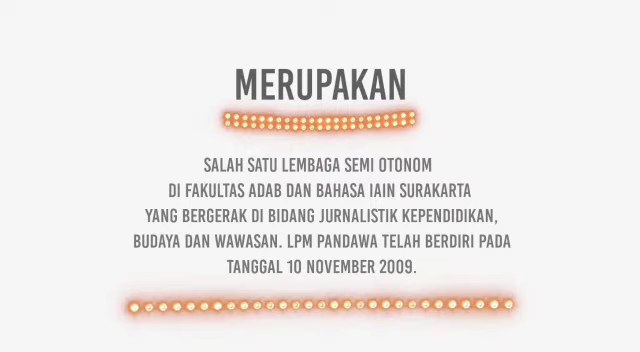 MERUPAKAN
SALAH SATU LEMBAGA SEMI OTONOM
DI FAKULTAS ADAB DAN BAHASA IAIN SURAKARTA
YANG BERGERAK DI BIDANG JURNALISTIK KEPENDIDIKAN,
BUDAYA DAN WAWASAN. LPM PANDAWA TELAH BERDIRI PADA
TANGGAL 10 NOVEMBER 2009.